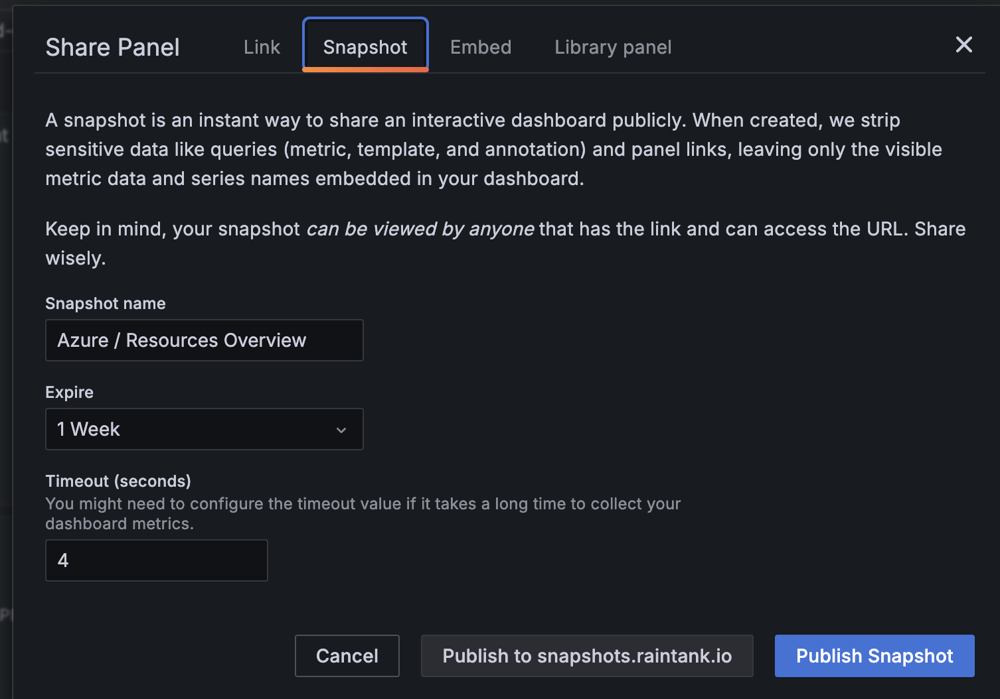 Share Panel
Link
Snapshot
Embed
Library panel
A snapshot is an instant way to share an interactive dashboard publicly. When created, we strip
sensitive data like queries (metric, template, and annotation) and panel links, leaving only the visible
metric data and series names embedded in your dashboard.
Keep in mind, your snapshot can be viewed by anyone that has the link and can access the URL. Share
wisely.
Snapshot name
Azure / Resources Overview
Expire
1 Week
Timeout (seconds)
You might need to configure the timeout value if it takes a long time to collect your
dashboard metrics.
4
Cancel
Publish to snapshots.raintank.io
Publish Snapshot